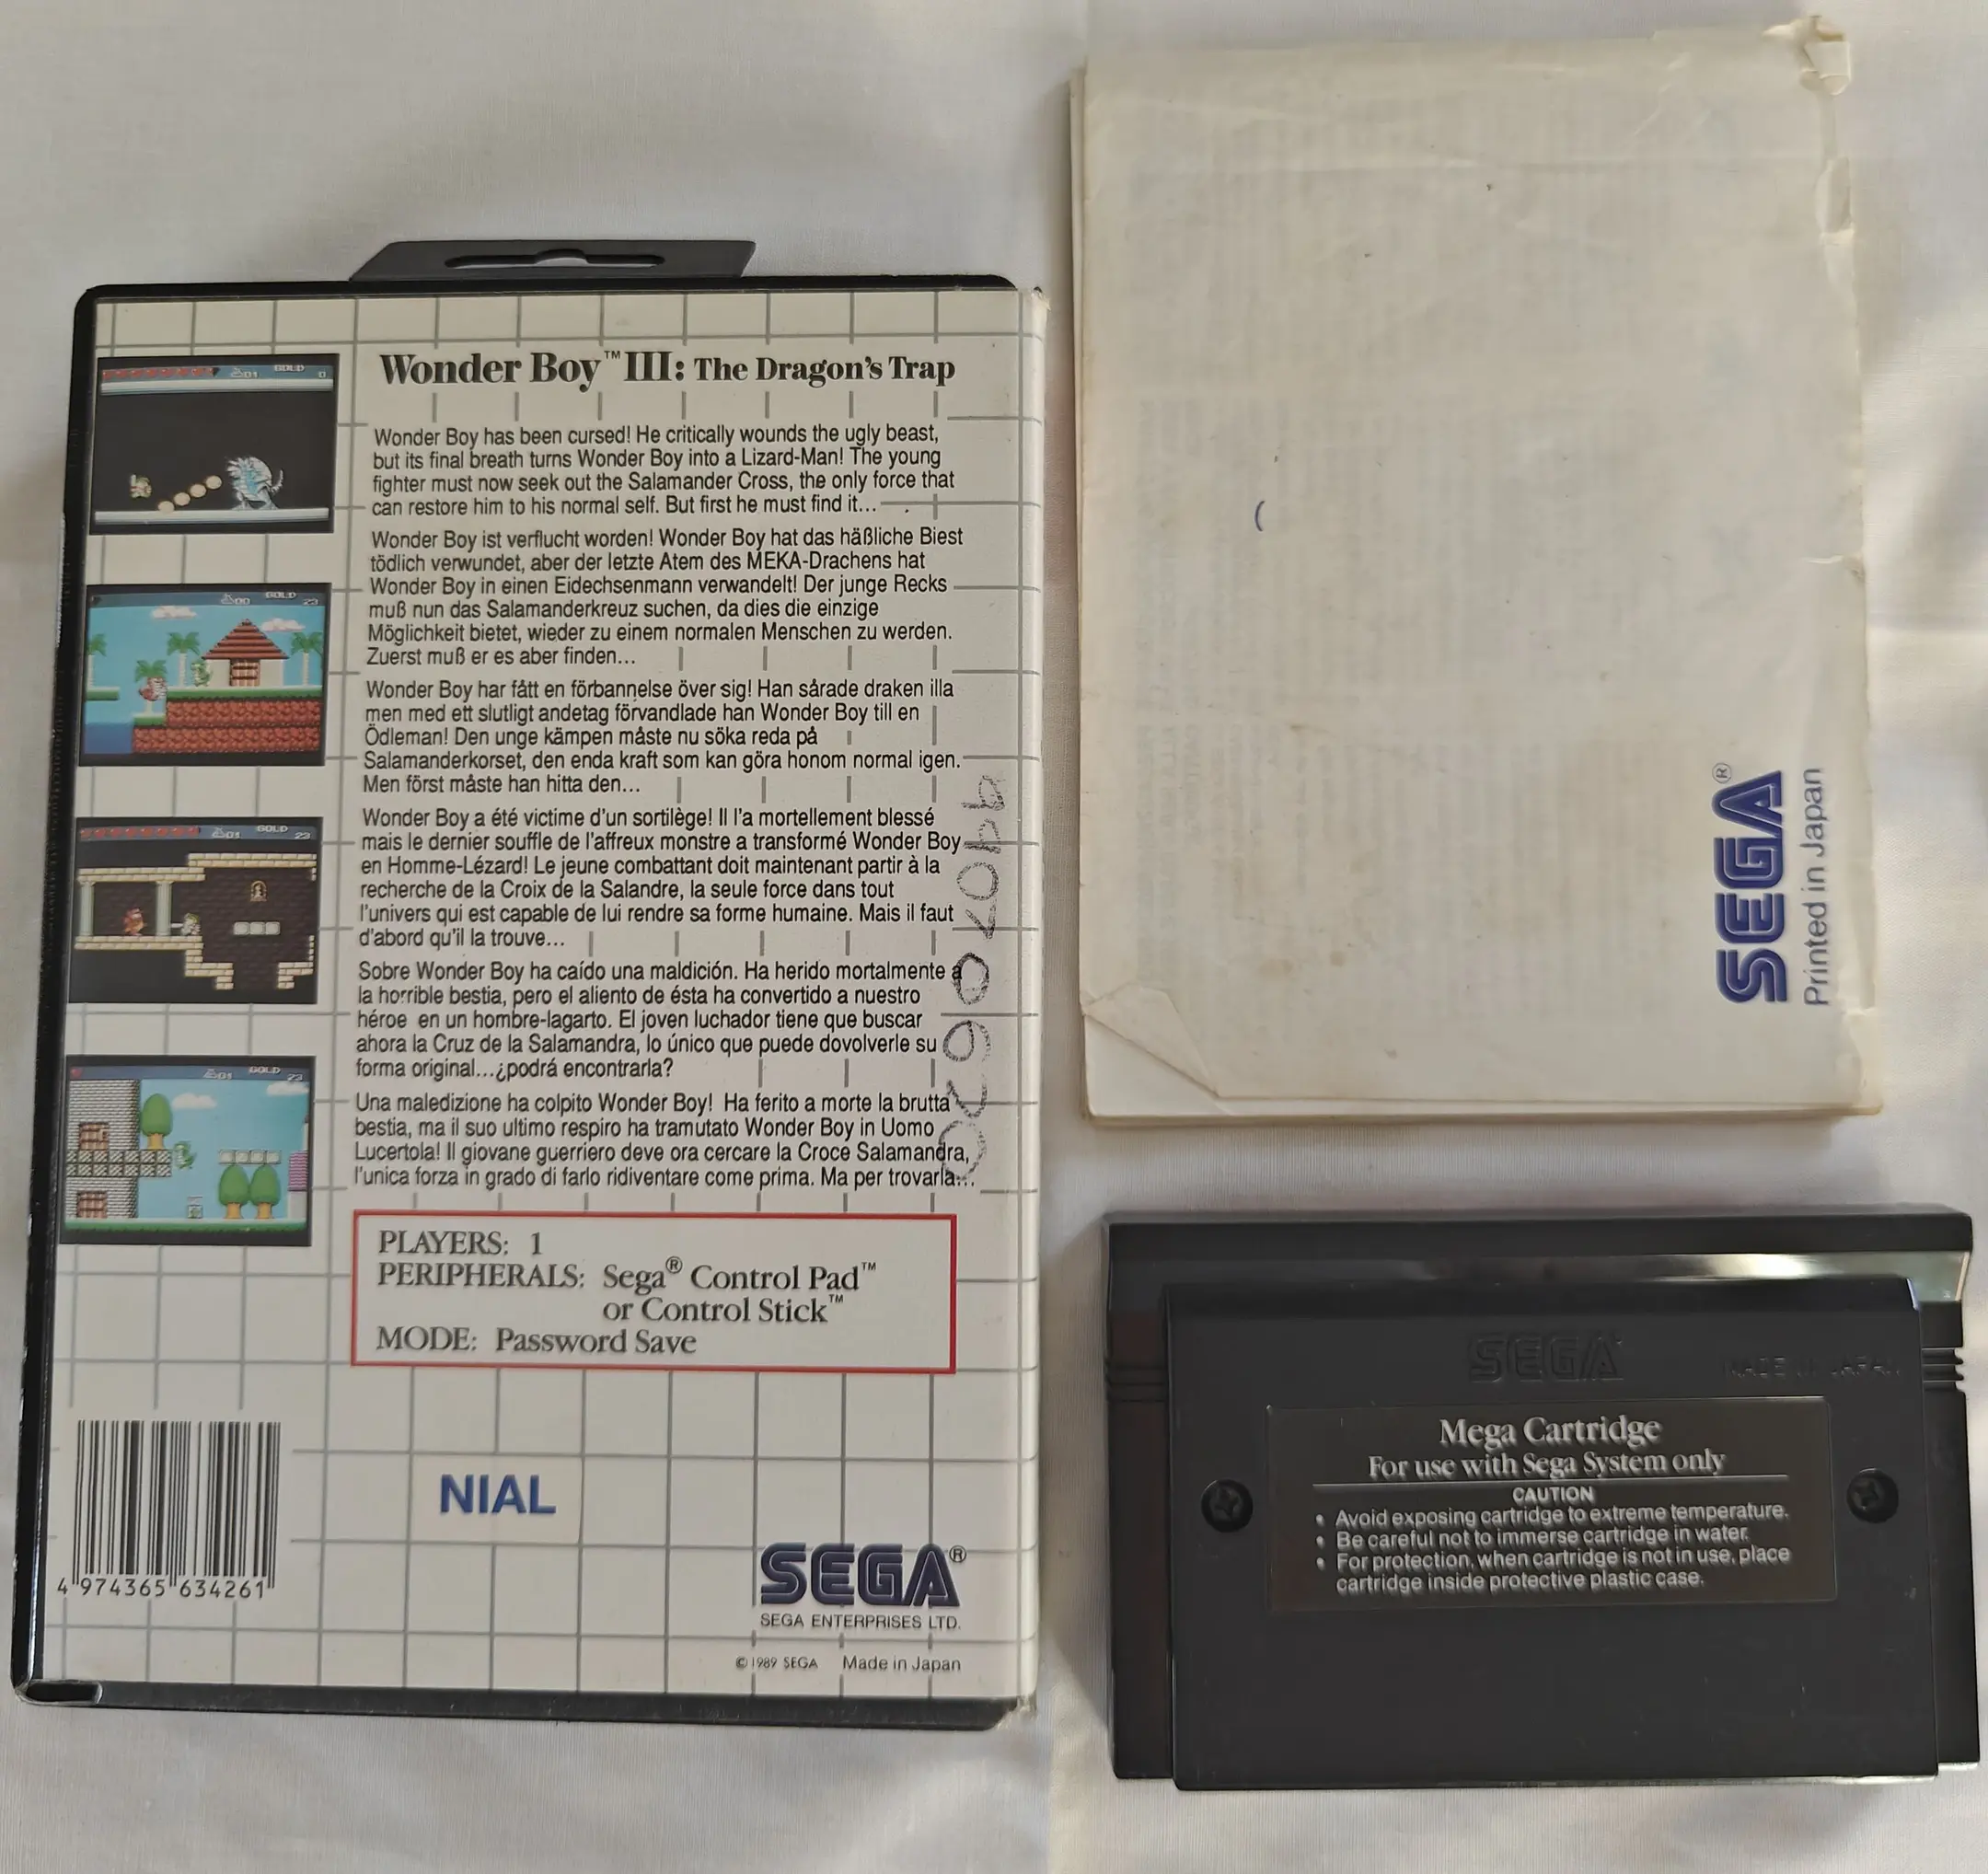 Wonder Boy™ III: The Dragon's Trap
Wonder Boy has been cursed! He critically wounds the ugly beast,
but its final breath turns Wonder Boy into a Lizard-Man! The young
fighter must now seek out the Salamander Cross, the only force that
can restore him to his normal self. But first he must find it...
Wonder Boy ist verflucht worden! Wonder Boy hat das häßliche Biest
tödlich verwundet, aber der letzte Atem des MEKA-Drachens hat
Wonder Boy in einen Eidechsenmann verwandelt! Der junge Recks
muß nun das Salamanderkreuz suchen, da dies die einzige
Möglichkeit bietet, wieder zu einem normalen Menschen zu werden.
Zuerst muß er es aber finden...
Wonder Boy har fått en förbannelse över sig! Han sårade draken illa
men med ett slutligt andetag förvandlade han Wonder Boy till en
Ödleman! Den unge kämpen måste nu söka reda på
Salamanderkorset, den enda kraft som kan göra honom normal igen.
Men först måste han hitta den...
Wonder Boy a été victime d'un sortilège! Il l'a mortellement blessé
mais le dernier souffle de l'affreux monstre a transformé Wonder Boy
en Homme-Lézard! Le jeune combattant doit maintenant partir à la
recherche de la Croix de la Salandre, la seule force dans tout
l'univers qui est capable de lui rendre sa forme humaine. Mais il faut
d'abord qu'il la trouve...
Sobre Wonder Boy ha caído una maldición. Ha herido mortalmente a
la horrible bestia, pero el aliento de ésta ha convertido a nuestro
héroe en un hombre-lagarto. El joven luchador tiene que buscar
ahora la Cruz de la Salamandra, lo único que puede dovolverle su
forma original...¿podrá encontrarla?
Una maledizione ha colpito Wonder Boy! Ha ferito a morte la brutta
bestia, ma il suo ultimo respiro ha tramutato Wonder Boy in Uomo
Lucertola! Il giovane guerriero deve ora cercare la Croce Salamandra,
l'unica forza in grado di farlo ridiventare come prima. Ma per trovarla...
PLAYERS: 1
PERIPHERALS: Sega® Control Pad™
or Control Stick™
MODE: Password Save
4 974365 634261
NIAL
SEGA®
SEGA ENTERPRISES LTD.
© 1989 SEGA Made in Japan
01 GOLD 0
00 GOLD 23
01 GOLD 23
01 GOLD 23
SEGA®
Printed in Japan
SEGA MADE IN JAPAN
Mega Cartridge
For use with Sega System only
CAUTION
• Avoid exposing cartridge to extreme temperature.
• Be careful not to immerse cartridge in water.
• For protection, when cartridge is not in use, place
cartridge inside protective plastic case.